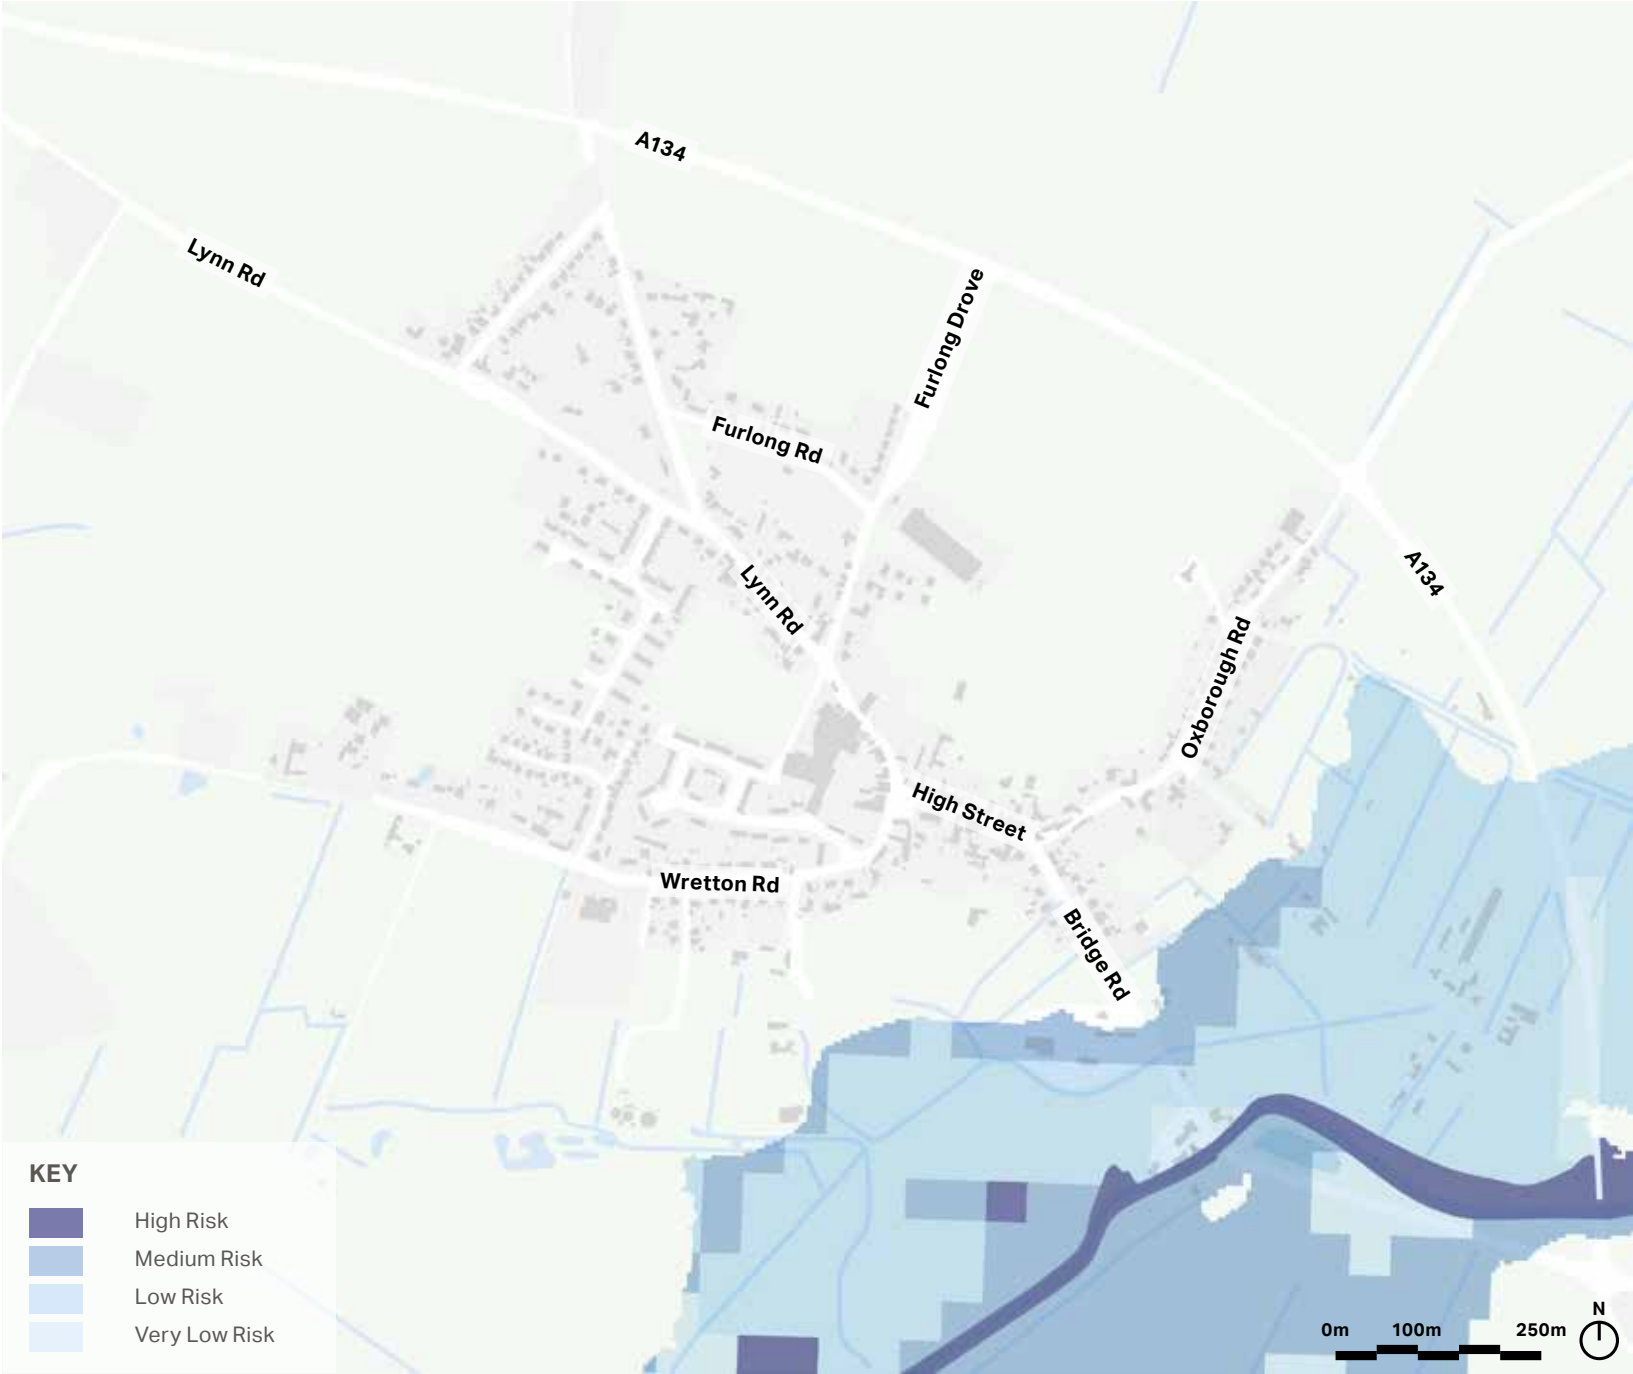 A134
Lynn Rd
Furlong Drove
Furlong Rd
A134
Lynn Rd
Oxborough Rd
High Street
Wretton Rd
Bridge Rd
KEY
High Risk
Medium Risk
Low Risk
Very Low Risk
0m 100m 250m
N